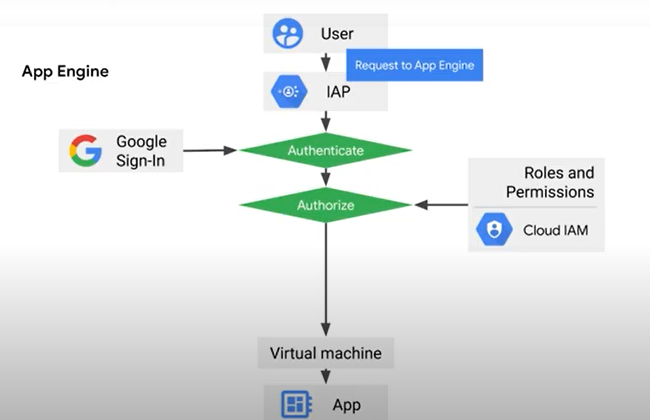 User
Request to App Engine
App Engine
IAP
Google
Sign-In
Authenticate
Roles and
Permissions
Authorize
Cloud IAM
Virtual machine
App